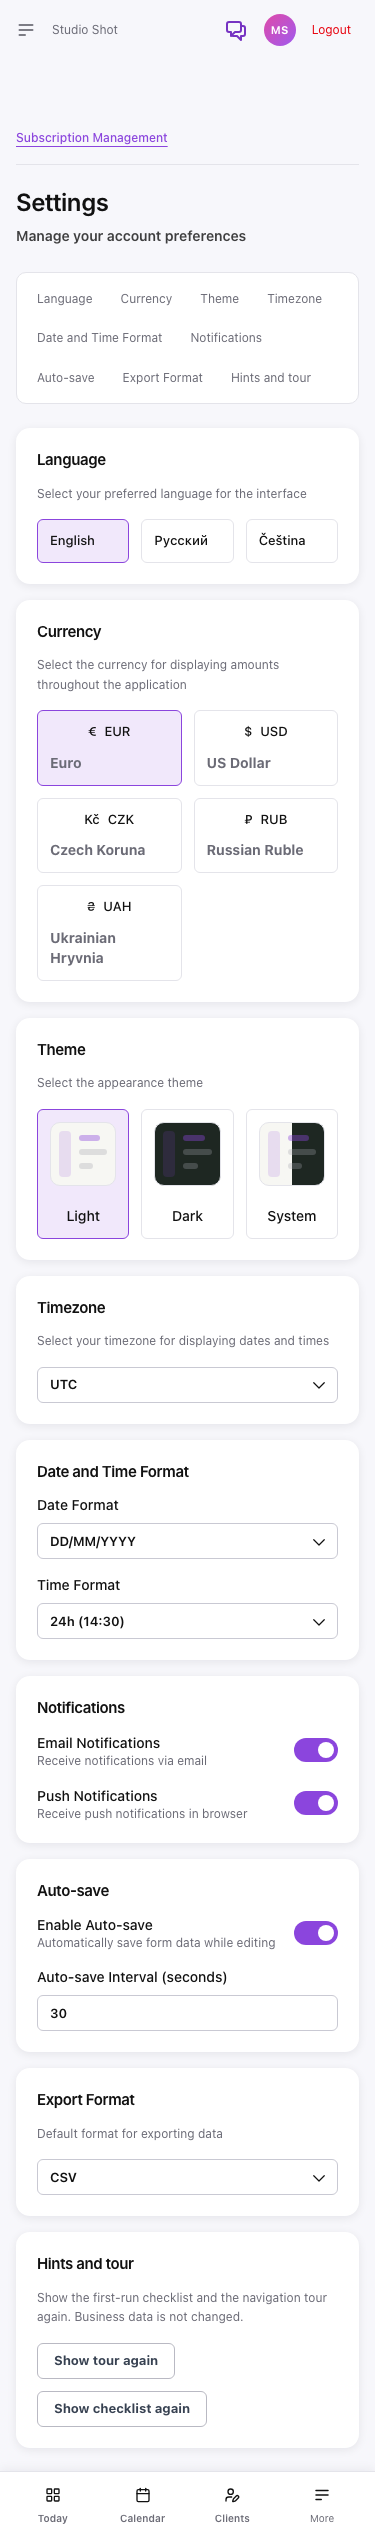 Studio Shot
MS
Logout
Subscription Management
Settings
Manage your account preferences
Language Currency Theme Timezone
Date and Time Format Notifications
Auto-save Export Format Hints and tour
Language
Select your preferred language for the interface
English Русский Čeština
Currency
Select the currency for displaying amounts
throughout the application
€ EUR
Euro
$ USD
US Dollar
Kč CZK
Czech Koruna
₽ RUB
Russian Ruble
₴ UAH
Ukrainian
Hryvnia
Theme
Select the appearance theme
Light Dark System
Timezone
Select your timezone for displaying dates and times
UTC
Date and Time Format
Date Format
DD/MM/YYYY
Time Format
24h (14:30)
Notifications
Email Notifications
Receive notifications via email
Push Notifications
Receive push notifications in browser
Auto-save
Enable Auto-save
Automatically save form data while editing
Auto-save Interval (seconds)
30
Export Format
Default format for exporting data
CSV
Hints and tour
Show the first-run checklist and the navigation tour
again. Business data is not changed.
Show tour again
Show checklist again
Today Calendar Clients More